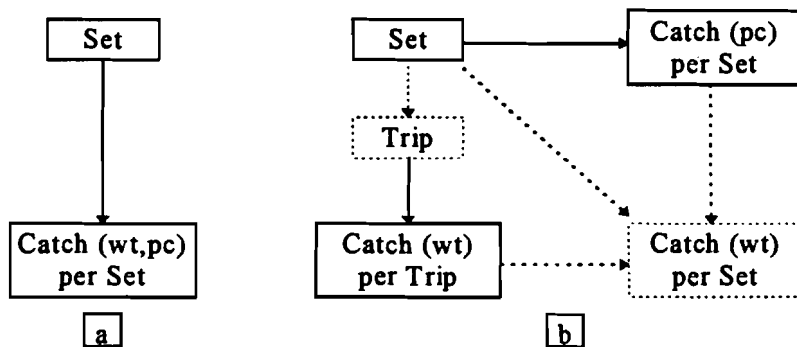 Set
Catch (wt,pc)
per Set
a
Set
Catch (pc)
per Set
Trip
Catch (wt)
per Trip
Catch (wt)
per Set
b